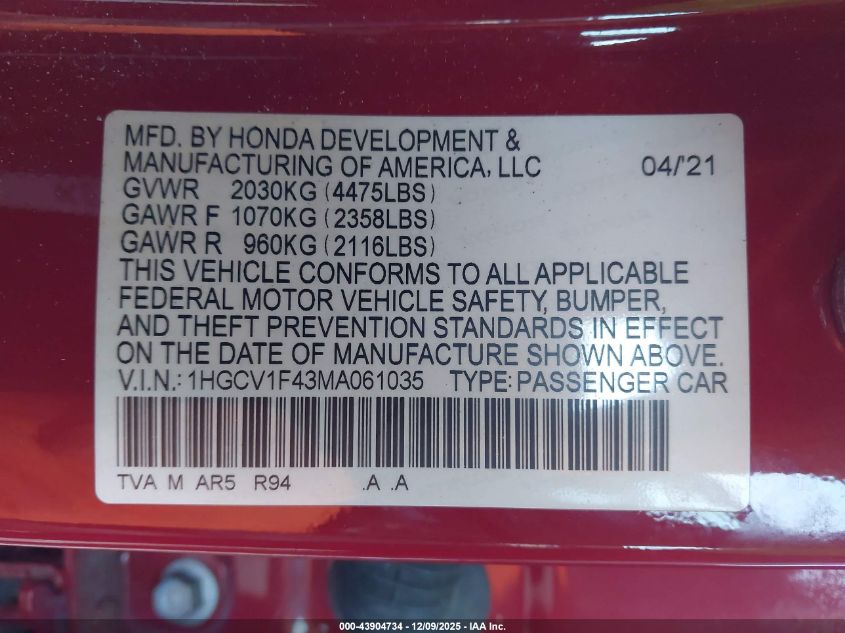 MFD. BY HONDA DEVELOPMENT &
MANUFACTURING OF AMERICA, LLC 04/'21
GVWR 2030KG (4475LBS)
GAWR F 1070KG (2358LBS)
GAWR R 960KG (2116LBS)
THIS VEHICLE CONFORMS TO ALL APPLICABLE
FEDERAL MOTOR VEHICLE SAFETY, BUMPER,
AND THEFT PREVENTION STANDARDS IN EFFECT
ON THE DATE OF MANUFACTURE SHOWN ABOVE.
V.I.N.: 1HGCV1F43MA061035 TYPE: PASSENGER CAR
TVA M AR5 R94 .A .A
000-43904734 - 12/09/2025 - IAA Inc.